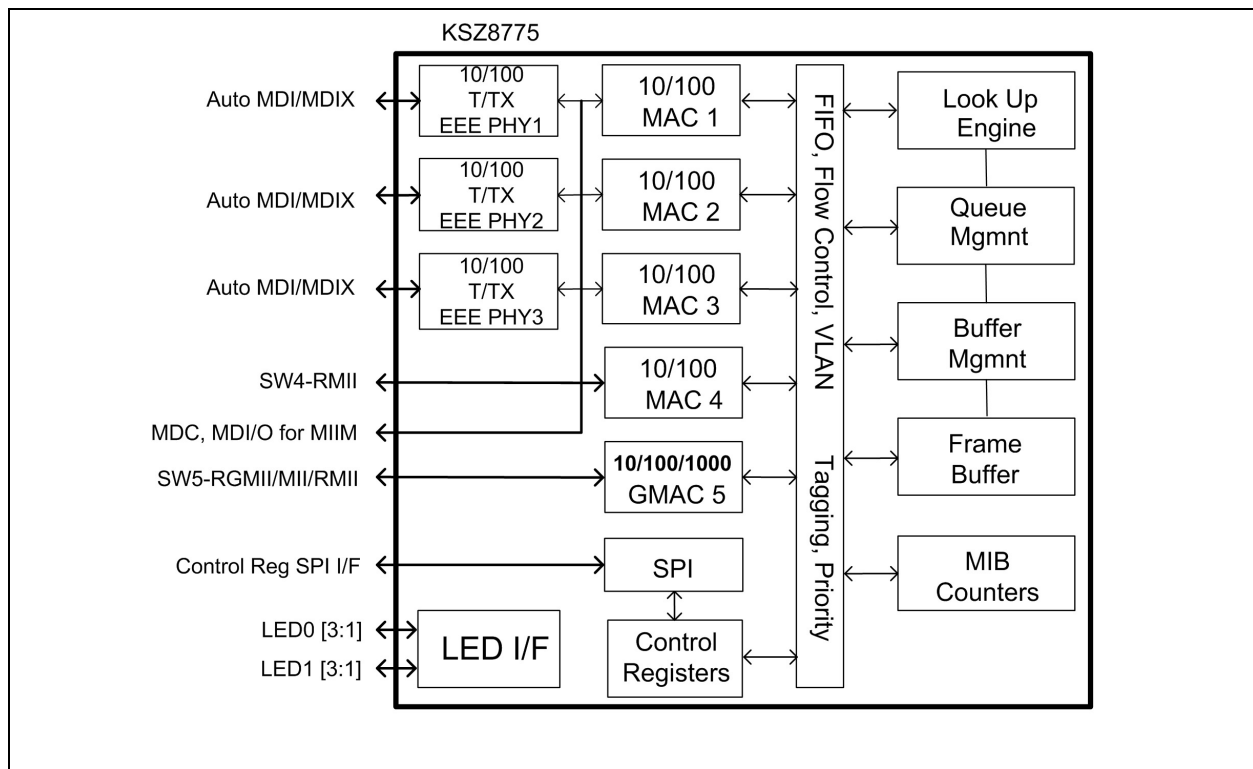 KSZ8775
Auto MDI/MDIX
10/100
T/TX
EEE PHY1
10/100
MAC 1
Auto MDI/MDIX
10/100
T/TX
EEE PHY2
10/100
MAC 2
Auto MDI/MDIX
10/100
T/TX
EEE PHY3
10/100
MAC 3
SW4-RMII
10/100
MAC 4
MDC, MDI/O for MIIM
SW5-RGMII/MII/RMII
10/100/1000
GMAC 5
Control Reg SPI I/F
SPI
LED0 [3:1]
LED1 [3:1]
LED I/F
Control
Registers
FIFO, Flow Control, VLAN Tagging, Priority
Look Up
Engine
Queue
Mgmnt
Buffer
Mgmnt
Frame
Buffer
MIB
Counters